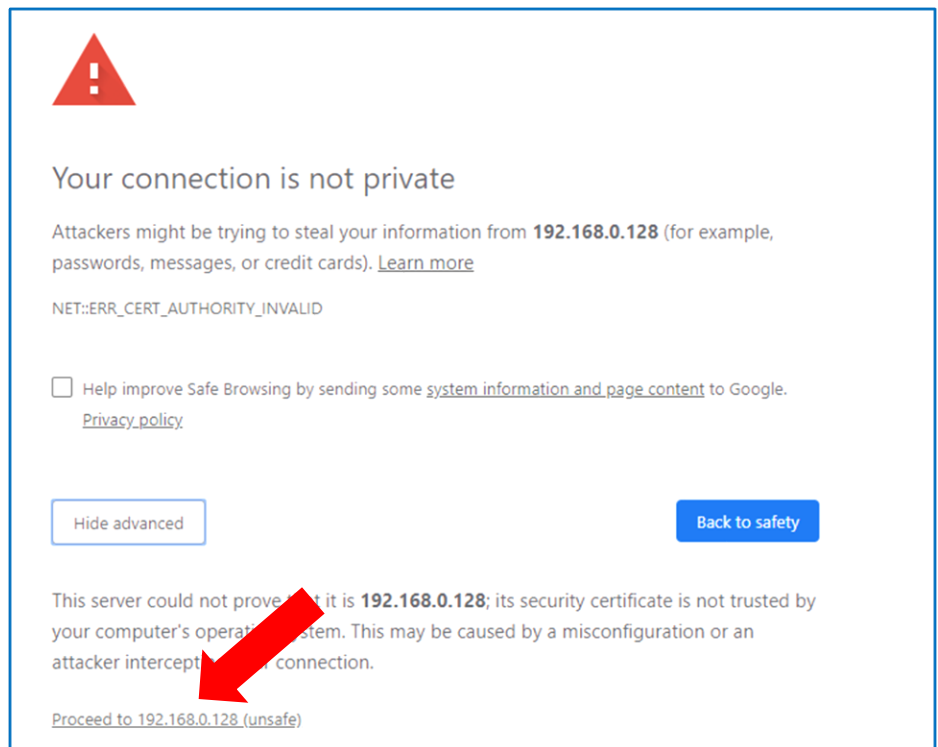 Your connection is not private
Attackers might be trying to steal your information from 192.168.0.128 (for example,
passwords, messages, or credit cards). Learn more
NET::ERR_CERT_AUTHORITY_INVALID
Help improve Safe Browsing by sending some system information and page content to Google.
Privacy policy
Hide advanced
Back to safety
This server could not prove it is 192.168.0.128; its security certificate is not trusted by
your computer's stem. This may be caused by a misconfiguration or an
attacker connection.
Proceed to 192.168.0.128 (unsafe)